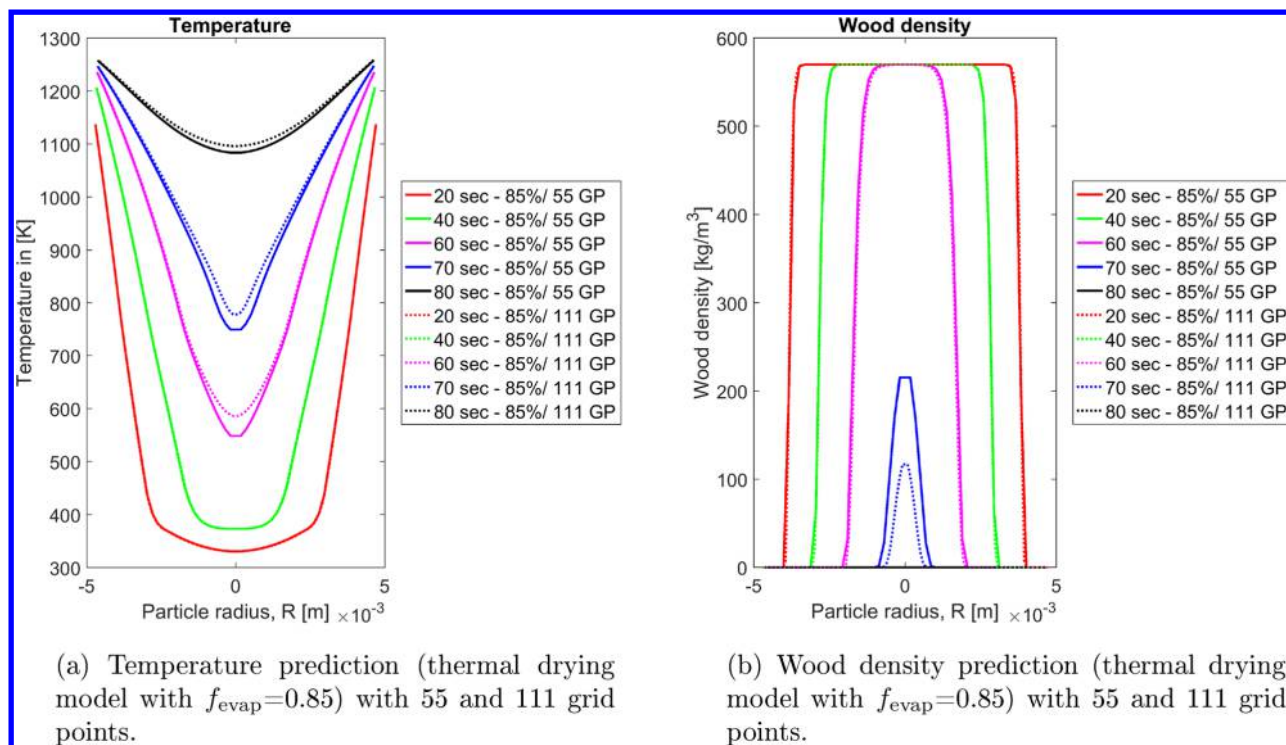 Temperature
1300
1200
1100
1000
900
800
700
600
500
400
300
Temperature in [K]
-5
0
5
Particle radius, R [m] ×10⁻³
20 sec - 85%/ 55 GP
40 sec - 85%/ 55 GP
60 sec - 85%/ 55 GP
70 sec - 85%/ 55 GP
80 sec - 85%/ 55 GP
20 sec - 85%/ 111 GP
40 sec - 85%/ 111 GP
60 sec - 85%/ 111 GP
70 sec - 85%/ 111 GP
80 sec - 85%/ 111 GP
(a) Temperature prediction (thermal drying
model with f_evap=0.85) with 55 and 111 grid
points.
Wood density
600
500
400
300
200
100
0
Wood density [kg/m³]
-5
0
5
Particle radius, R [m] ×10⁻³
20 sec - 85%/ 55 GP
40 sec - 85%/ 55 GP
60 sec - 85%/ 55 GP
70 sec - 85%/ 55 GP
80 sec - 85%/ 55 GP
20 sec - 85%/ 111 GP
40 sec - 85%/ 111 GP
60 sec - 85%/ 111 GP
70 sec - 85%/ 111 GP
80 sec - 85%/ 111 GP
(b) Wood density prediction (thermal drying
model with f_evap=0.85) with 55 and 111 grid
points.